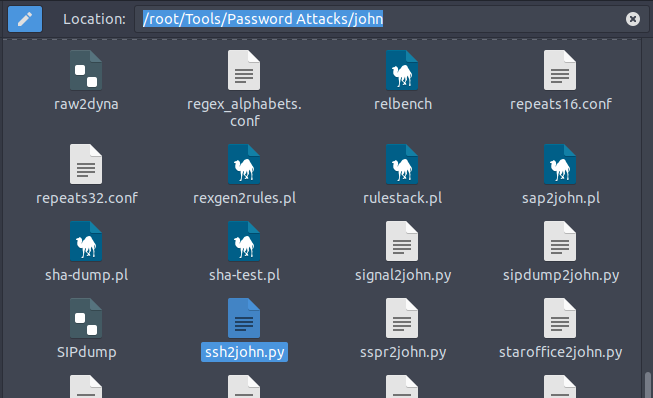 Location: /root/Tools/Password Attacks/john
raw2dyna
regex_alphabets.
conf
relbench
repeats16.conf
repeats32.conf
rexgen2rules.pl
rulestack.pl
sap2john.pl
sha-dump.pl
sha-test.pl
signal2john.py
sipdump2john.py
SIPdump
ssh2john.py
sspr2john.py
staroffice2john.py